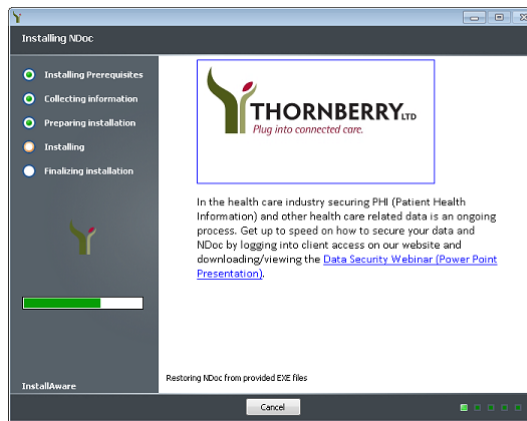 Installing NDoc
Installing Prerequisites
Collecting information
Preparing installation
Installing
Finalizing installation
THORNBERRY LTD
Plug into connected care.
In the health care industry securing PHI (Patient Health
Information) and other health care related data is an ongoing
process. Get up to speed on how to secure your data and
NDoc by logging into client access on our website and
downloading/viewing the Data Security Webinar (Power Point
Presentation).
Restoring NDoc from provided EXE files
InstallAware
Cancel